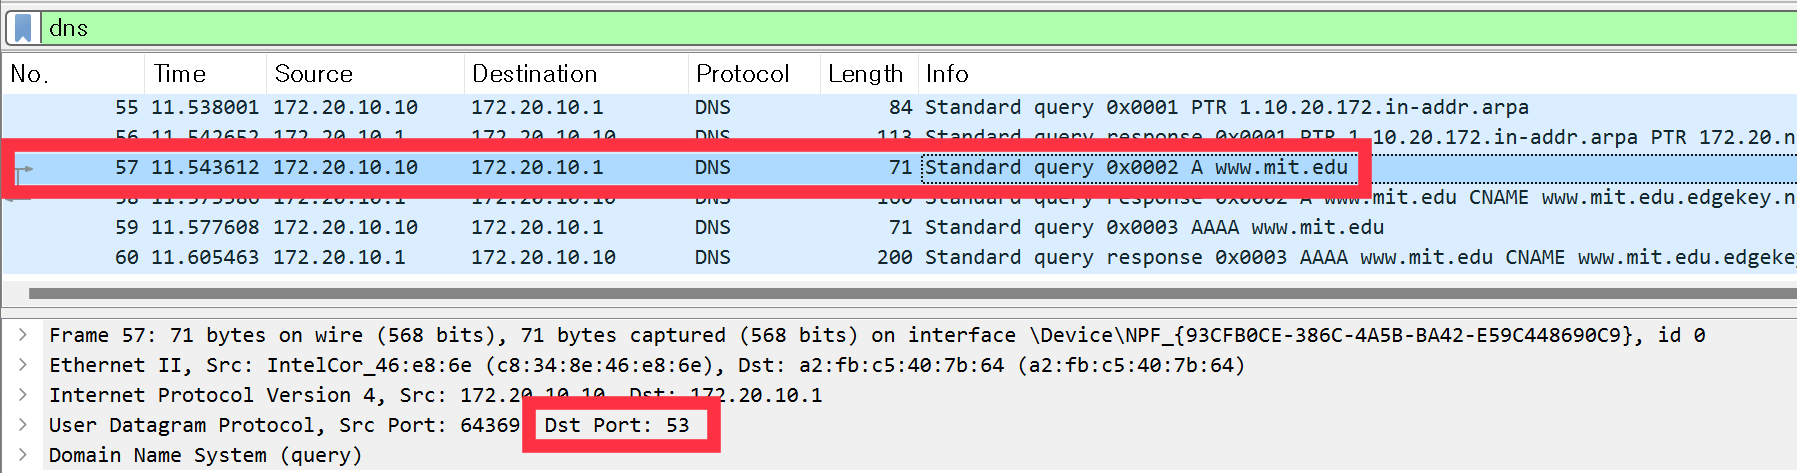 dns
No. Time Source Destination Protocol Length Info
55 11.538001 172.20.10.10 172.20.10.1 DNS 84 Standard query 0x0001 PTR 1.10.20.172.in-addr.arpa
56 11.542652 172.20.10.1 172.20.10.10 DNS 113 Standard query response 0x0001 PTR 1.10.20.172.in-addr.arpa PTR 172.20.n
57 11.543612 172.20.10.10 172.20.10.1 DNS 71 Standard query 0x0002 A www.mit.edu
58 172.20.10.1 172.20.10.10 DNS Standard query response 0x0002 A www.mit.edu CNAME www.mit.edu.edgekey.n
59 11.577608 172.20.10.10 172.20.10.1 DNS 71 Standard query 0x0003 AAAA www.mit.edu
60 11.605463 172.20.10.1 172.20.10.10 DNS 200 Standard query response 0x0003 AAAA www.mit.edu CNAME www.mit.edu.edgeke
Frame 57: 71 bytes on wire (568 bits), 71 bytes captured (568 bits) on interface \Device\NPF_{93CFB0CE-386C-4A5B-BA42-E59C448690C9}, id 0
Ethernet II, Src: IntelCor_46:e8:6e (c8:34:8e:46:e8:6e), Dst: a2:fb:c5:40:7b:64 (a2:fb:c5:40:7b:64)
Internet Protocol Version 4, Src: 172.20.10.10, Dst: 172.20.10.1
User Datagram Protocol, Src Port: 64369 Dst Port: 53
Domain Name System (query)